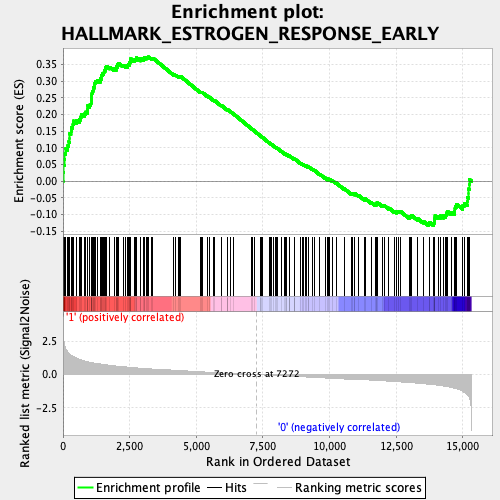 Enrichment plot:
HALLMARK_ESTROGEN_RESPONSE_EARLY
Enrichment score (ES)
0.35
0.30
0.25
0.20
0.15
0.10
0.05
0.00
-0.05
-0.10
-0.15
Ranked list metric (Signal2Noise)
'1' (positively correlated)
2.5
Zero cross at 7272
0.0
-2.5
'0' (negatively correlated)
0
2,500
5,000
7,500
10,000
12,500
15,000
Rank in Ordered Dataset
Enrichment profile
Hits
Ranking metric scores